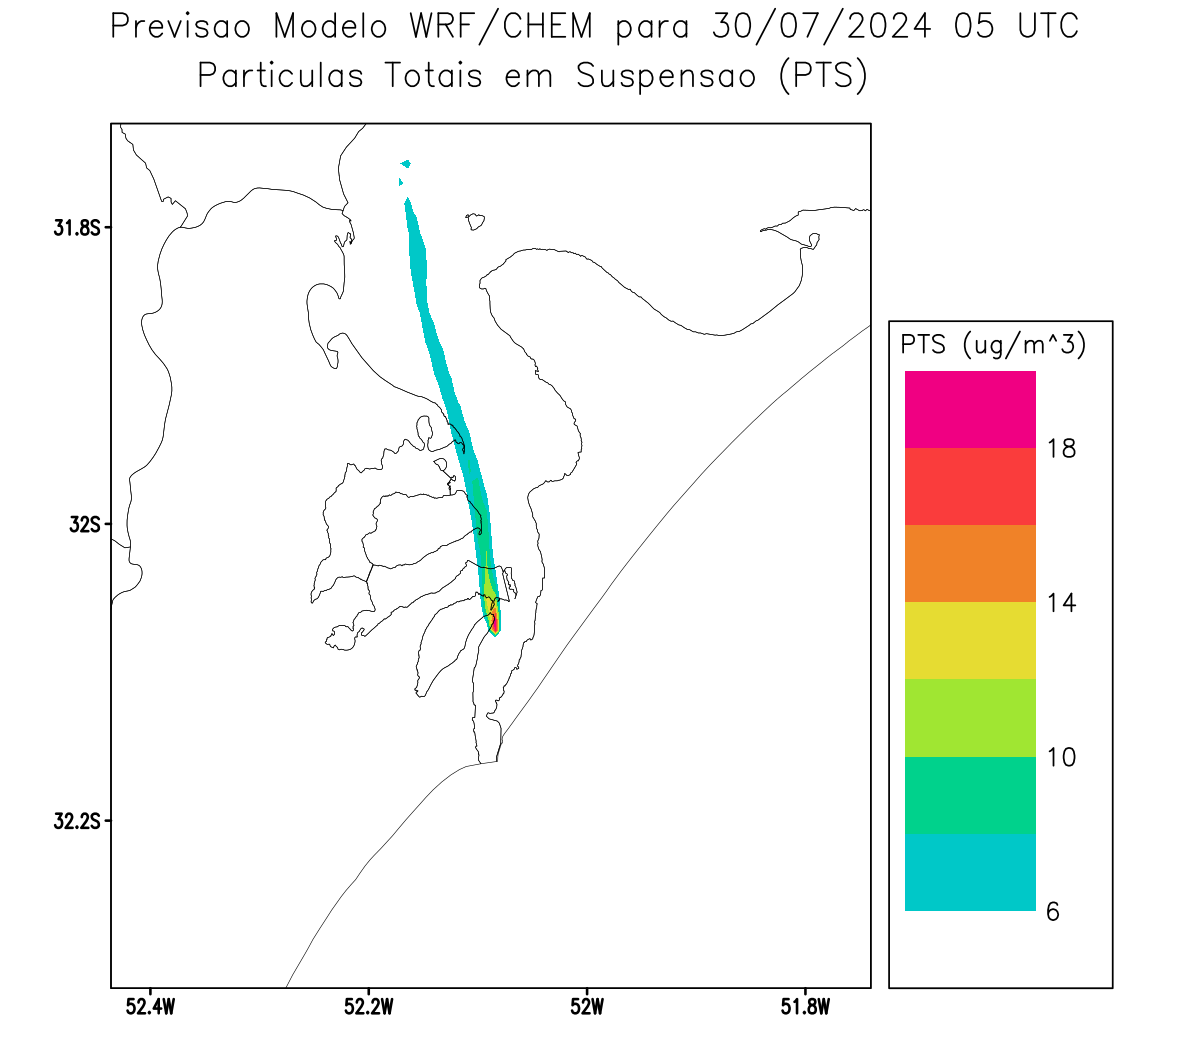 Previsao Modelo WRF/CHEM para 30/07/2024 05 UTC
Particulas Totais em Suspensao (PTS)
31.8S
32S
32.2S
52.4W
52.2W
52W
51.8W
PTS (ug/m^3)
18
14
10
6